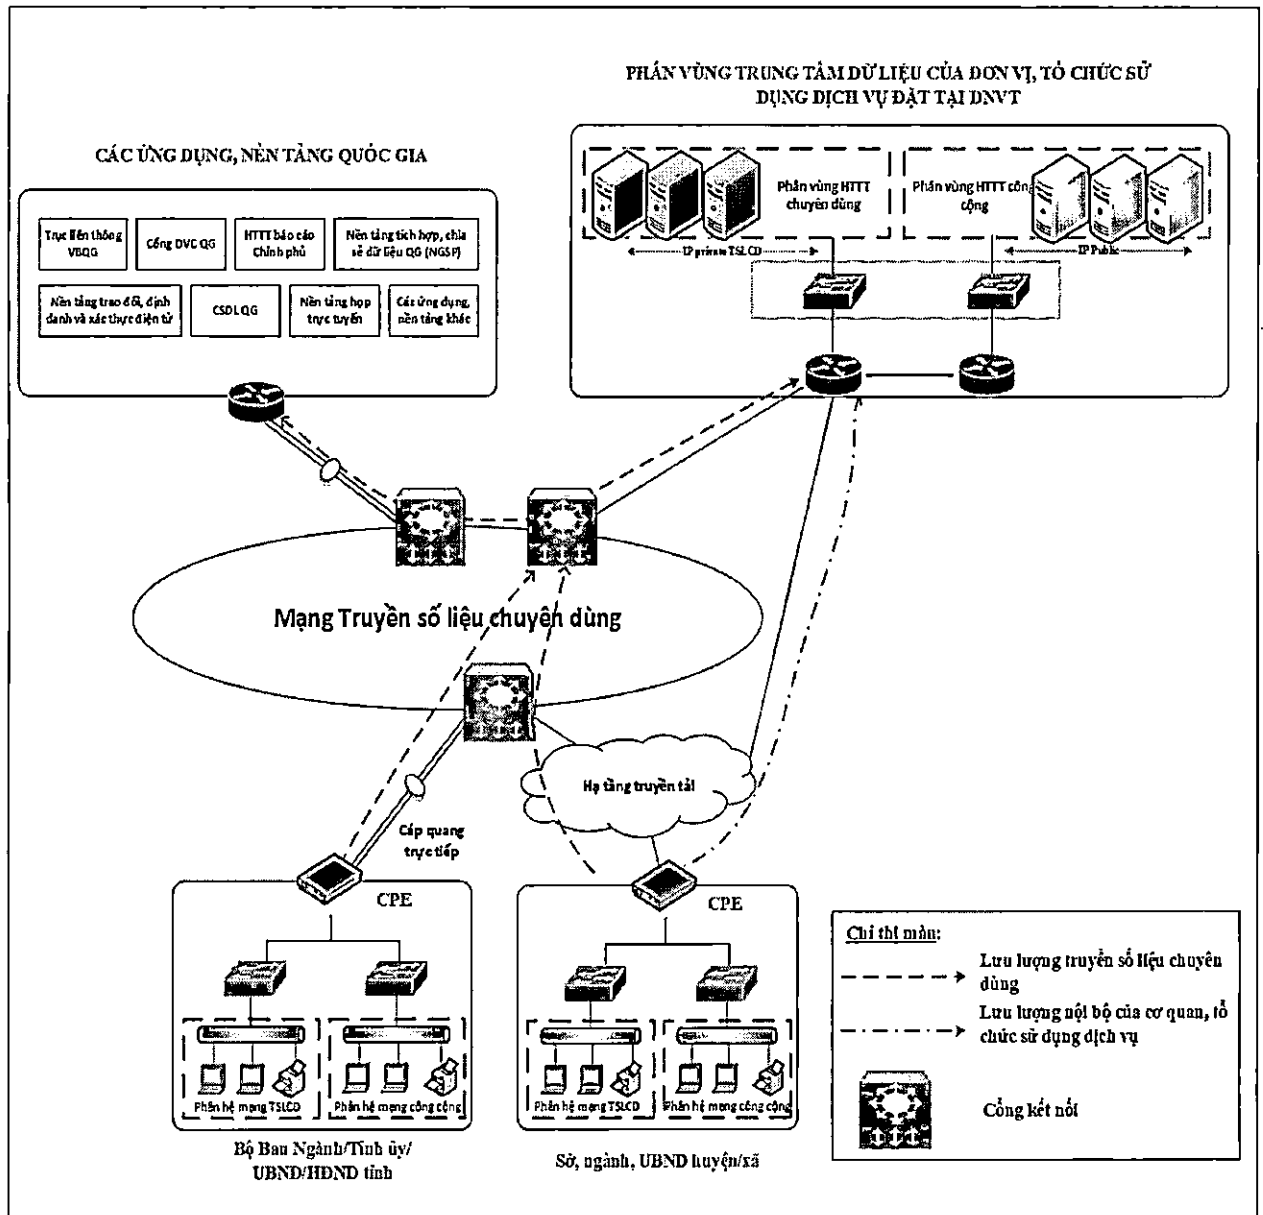 PHÂN VÙNG TRUNG TÂM DỮ LIỆU CỦA ĐƠN VỊ, TỔ CHỨC SỬ
DỤNG DỊCH VỤ ĐẶT TẠI DNVT
CÁC ỨNG DỤNG, NỀN TẢNG QUỐC GIA
Trục liên thông
VBQG
Cổng DVC QG
HTTT báo cáo
Chính phủ
Nền tảng tích hợp, chia
sẻ dữ liệu QG (NGSP)
Nền tảng trao đổi, định
danh và xác thực điện tử
CSDL QG
Nền tảng họp
trực tuyến
Các ứng dụng,
nền tảng khác
Phân vùng HTTT
chuyên dùng
Phân vùng HTTT công
cộng
IP private TSLCD
IP Public
Mạng Truyền số liệu chuyên dùng
Hạ tầng truyền tải
Cáp quang
trực tiếp
CPE
CPE
Phân hệ mạng TSLCD
Phân hệ mạng công cộng
Phân hệ mạng TSLCD
Phân hệ mạng công cộng
Bộ Ban Ngành/Tỉnh ủy/
UBND/HĐND tỉnh
Sở, ngành, UBND huyện/xã
Chỉ thị màu:
Lưu lượng truyền số liệu chuyên
dùng
Lưu lượng nội bộ của cơ quan, tổ
chức sử dụng dịch vụ
Cổng kết nối